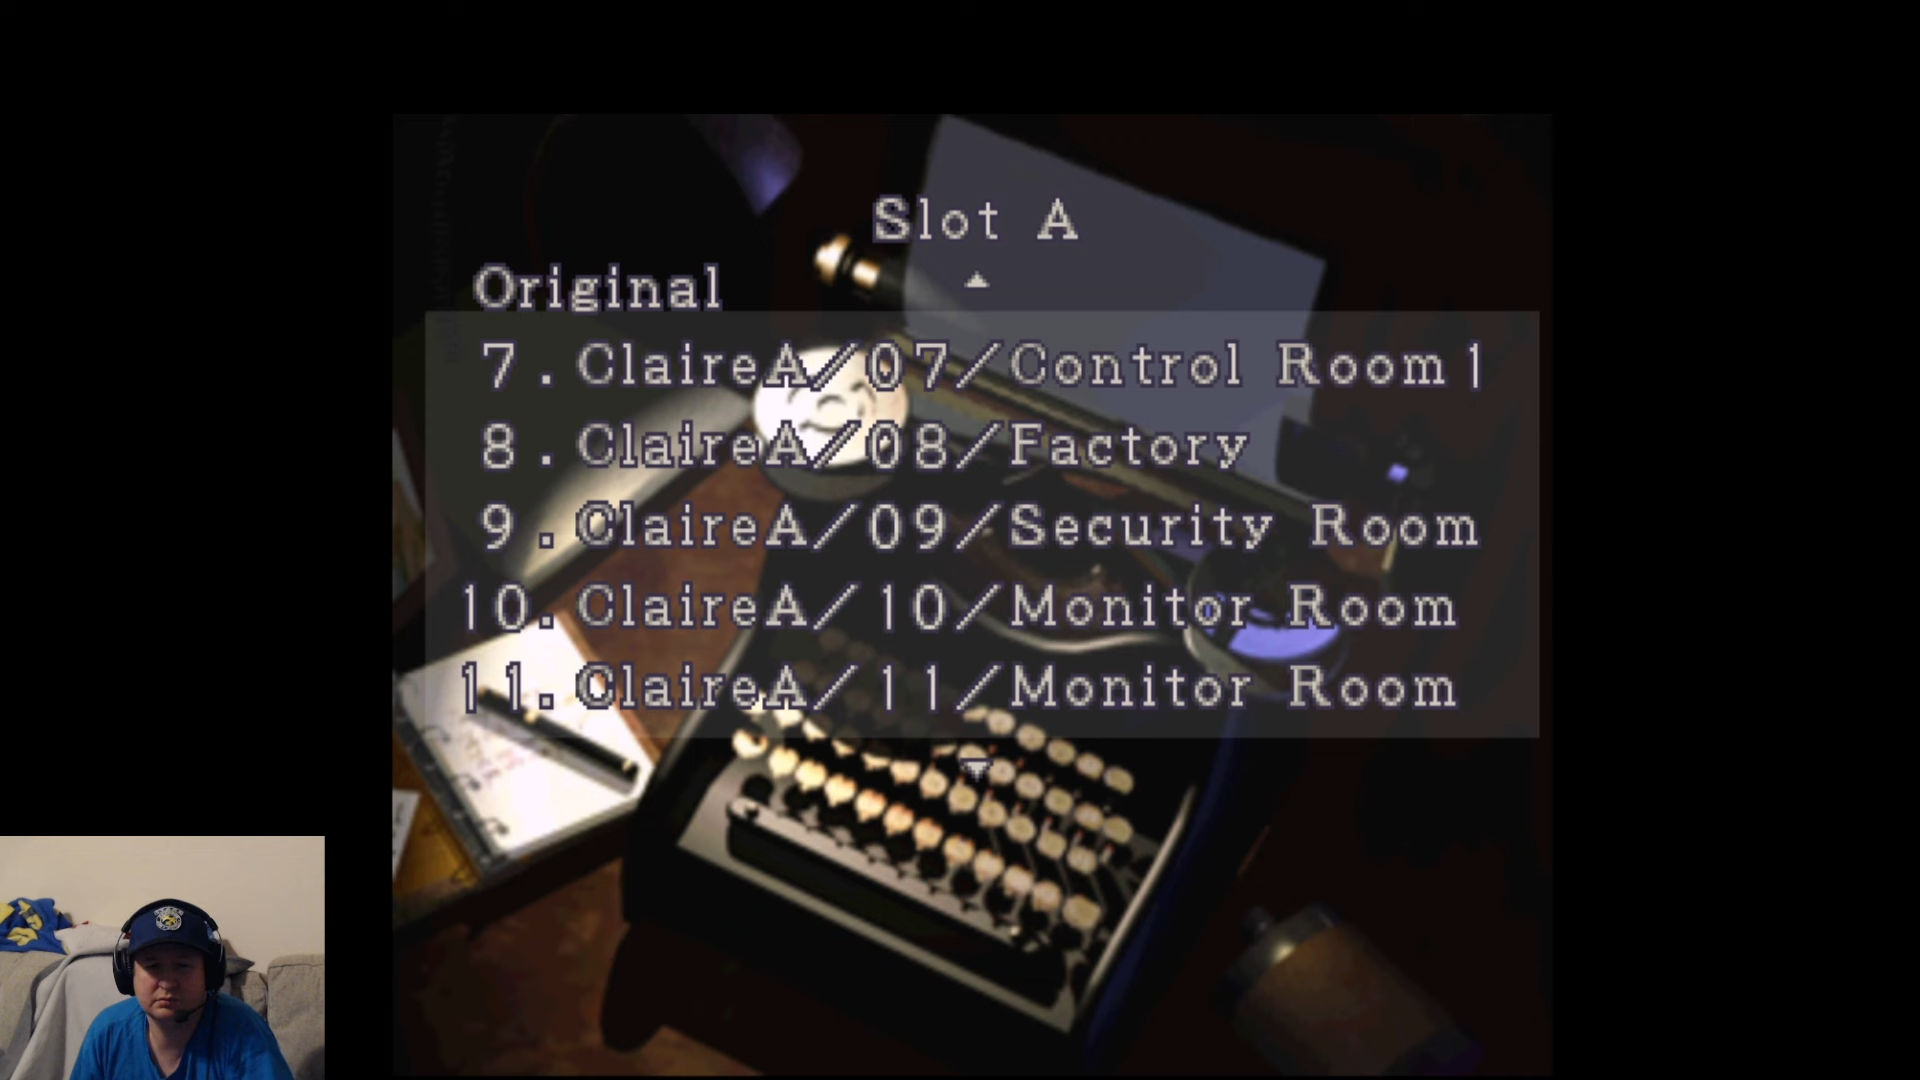 Slot A
Original
7. ClaireA/07/Control Room1
8. ClaireA/08/Factory
9. ClaireA/09/Security Room
10. ClaireA/10/Monitor Room
11. ClaireA/11/Monitor Room